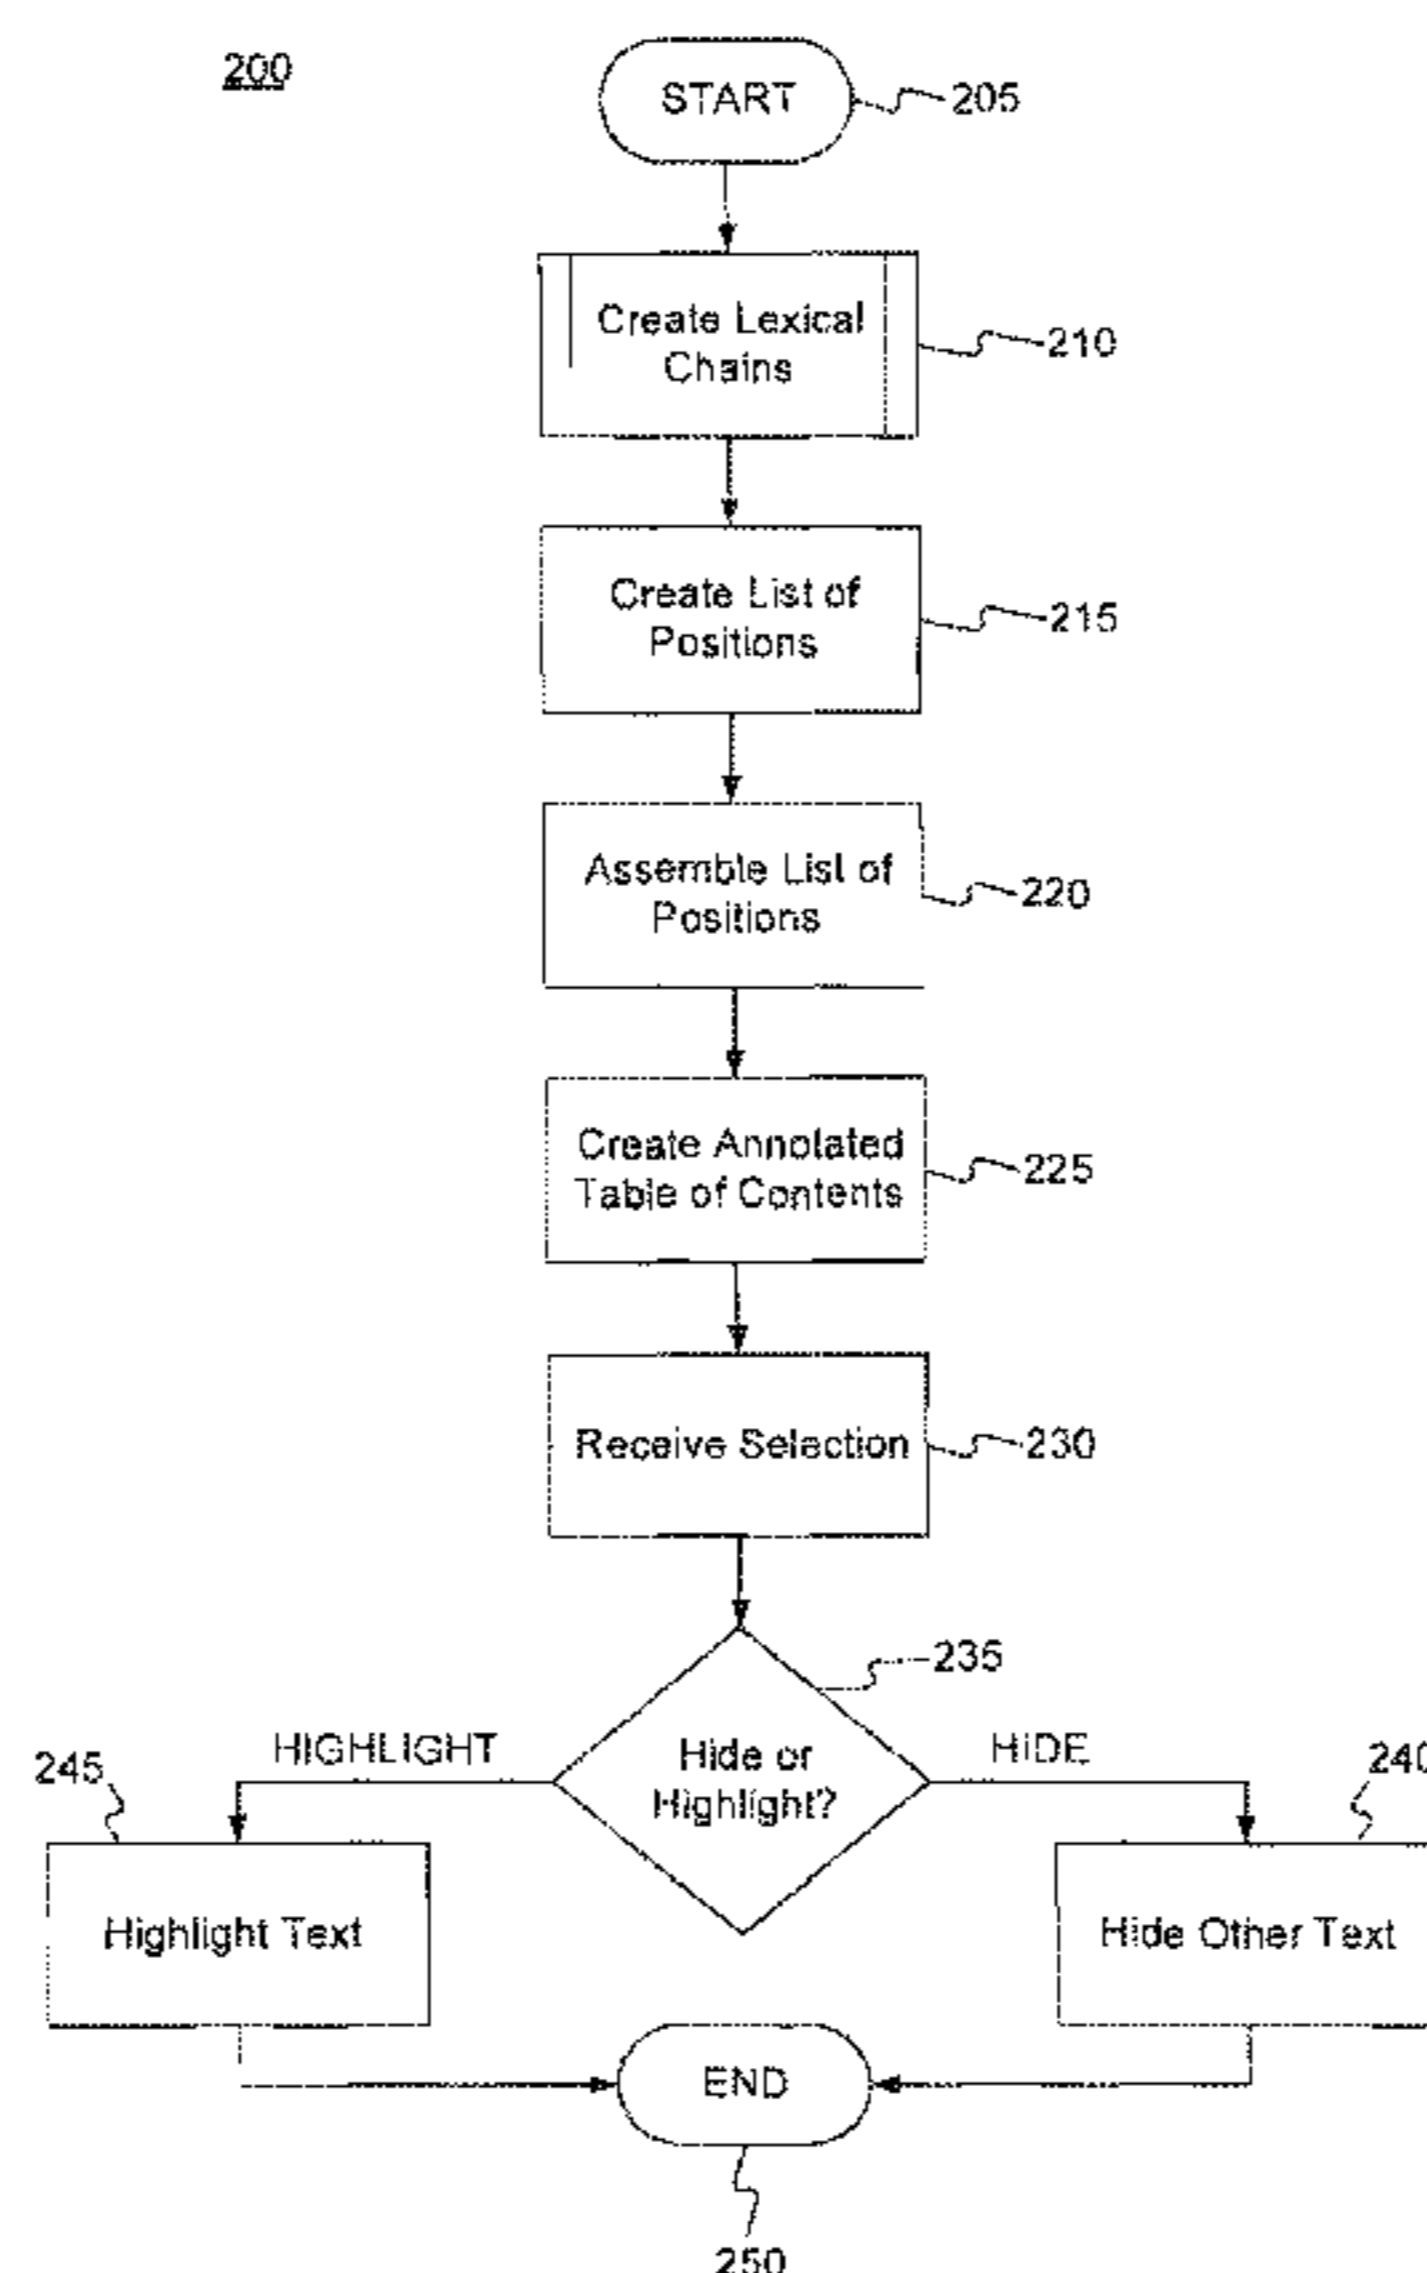 200
START
205
Create Lexical
Chains
210
Create List of
Positions
215
Assemble List of
Positions
220
Create Annolated
Table of Contents
225
Receive Selection
230
235
Hide or
Highlight?
HIGHLIGHT
HIDE
245
240
Highlight Text
Hide Other Text
END
250